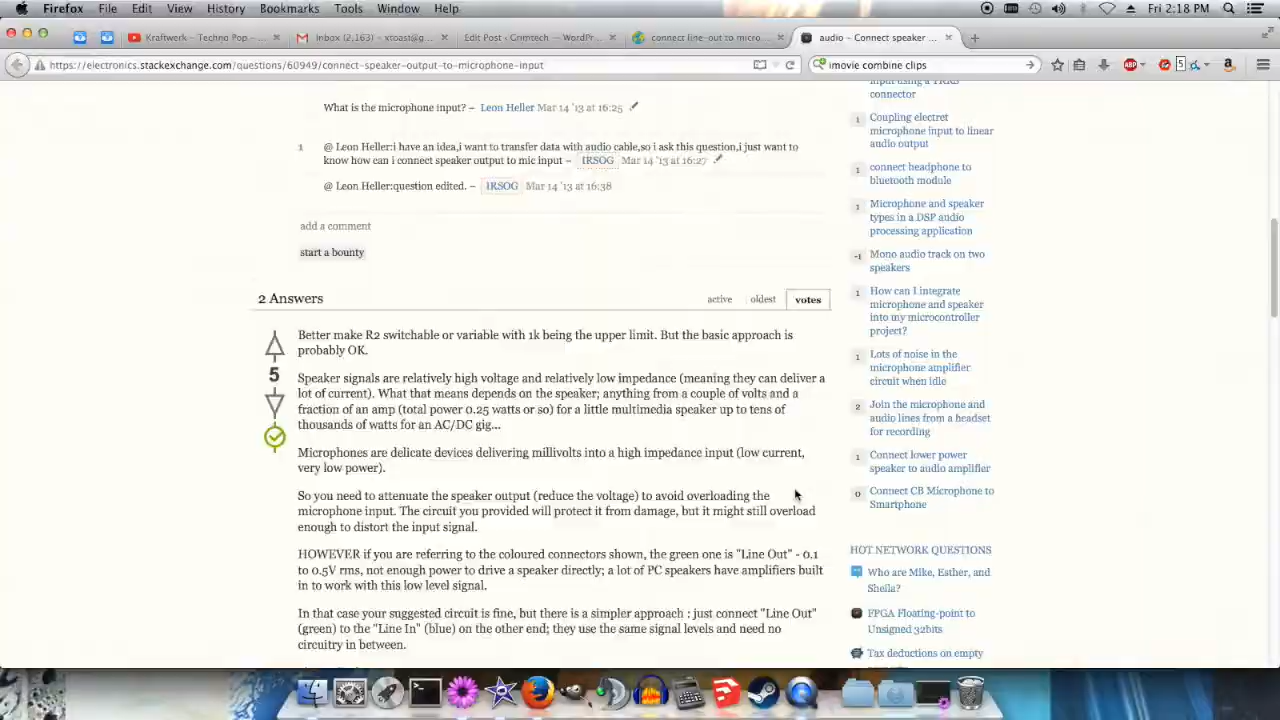 Firefox File Edit View History Bookmarks Tools Window Help Fri 2:18 PM
Kraftwerk – Techno Pop –... × Inbox (2,163) – xtoast@g... × Edit Post ‹ Crimtech — WordPr... × connect line-out to micro... × audio – Connect speaker ... ×
https://electronics.stackexchange.com/questions/60949/connect-speaker-output-to-microphone-input
imovie combine clips
ABP
5
What is the microphone input? – Leon Heller Mar 14 '13 at 16:25
1 @ Leon Heller:i have an idea,i want to transfer data with audio cable,so i ask this question,i just want to
know how can i connect speaker output to mic input – IRSOG Mar 14 '13 at 16:27
@ Leon Heller:question edited. – IRSOG Mar 14 '13 at 16:38
add a comment
start a bounty
2 Answers
active oldest votes
5
Better make R2 switchable or variable with 1k being the upper limit. But the basic approach is
probably OK.
Speaker signals are relatively high voltage and relatively low impedance (meaning they can deliver a
lot of current). What that means depends on the speaker; anything from a couple of volts and a
fraction of an amp (total power 0.25 watts or so) for a little multimedia speaker up to tens of
thousands of watts for an AC/DC gig...
Microphones are delicate devices delivering millivolts into a high impedance input (low current,
very low power).
So you need to attenuate the speaker output (reduce the voltage) to avoid overloading the
microphone input. The circuit you provided will protect it from damage, but it might still overload
enough to distort the input signal.
HOWEVER if you are referring to the coloured connectors shown, the green one is "Line Out" - 0.1
to 0.5V rms, not enough power to drive a speaker directly; a lot of PC speakers have amplifiers built
in to work with this low level signal.
In that case your suggested circuit is fine, but there is a simpler approach : just connect "Line Out"
(green) to the "Line In" (blue) on the other end; they use the same signal levels and need no
circuitry in between.
input using a TRRS
connector
1 Coupling electret
microphone input to linear
audio output
1 connect headphone to
bluetooth module
1 Microphone and speaker
types in a DSP audio
processing application
-1 Mono audio track on two
speakers
1 How can I integrate
microphone and speaker
into my microcontroller
project?
1 Lots of noise in the
microphone amplifier
circuit when idle
2 Join the microphone and
audio lines from a headset
for recording
1 Connect lower power
speaker to audio amplifier
0 Connect CB Microphone to
Smartphone
HOT NETWORK QUESTIONS
Who are Mike, Esther, and
Sheila?
FPGA Floating-point to
Unsigned 32bits
Tax deductions on empty